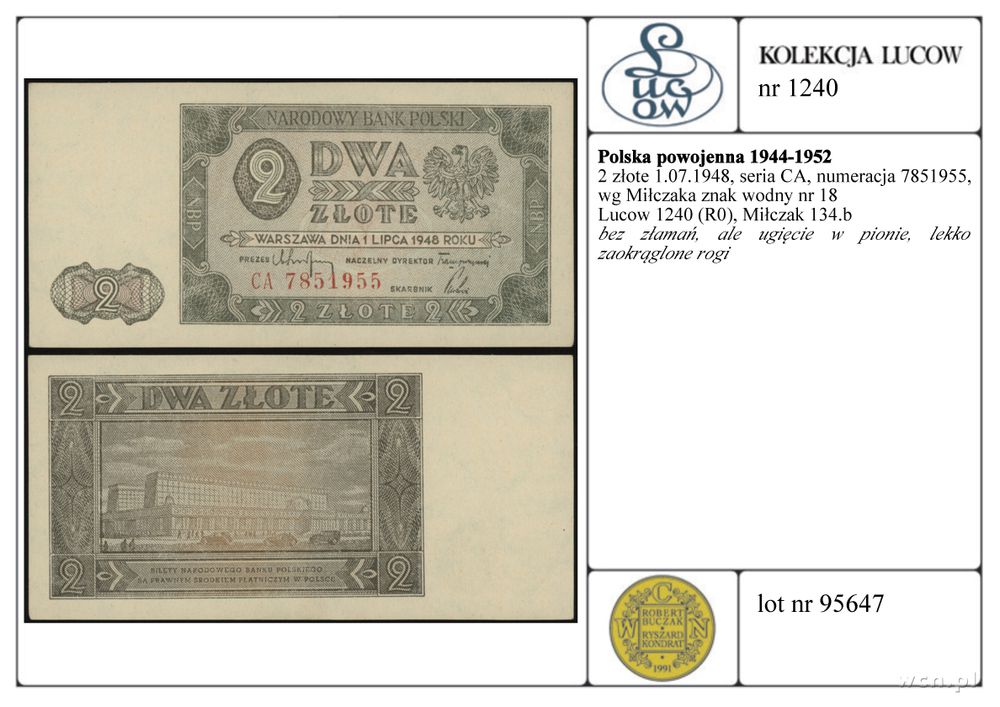 NARODOWY BANK POLSKI
2
DWA
ZŁOTE
NBP
NBP
WARSZAWA DNIA 1 LIPCA 1948 ROKU
PREZES NACZELNY DYREKTOR
CA 7851955
SKARBNIK
2 ZŁOTE 2
2
2 DWA ZŁOTE 2
BILETY NARODOWEGO BANKU POLSKIEGO
SĄ PRAWNYM ŚRODKIEM PŁATNICZYM W POLSCE
2 2
Lucow
KOLEKCJA LUCOW
nr 1240
Polska powojenna 1944-1952
2 złote 1.07.1948, seria CA, numeracja 7851955,
wg Miłczaka znak wodny nr 18
Lucow 1240 (R0), Miłczak 134.b
bez złamań, ale ugięcie w pionie, lekko
zaokrąglone rogi
WCN
ROBERT
BUCZAK
RYSZARD
KONDRAT
1991
lot nr 95647
wcn.pl